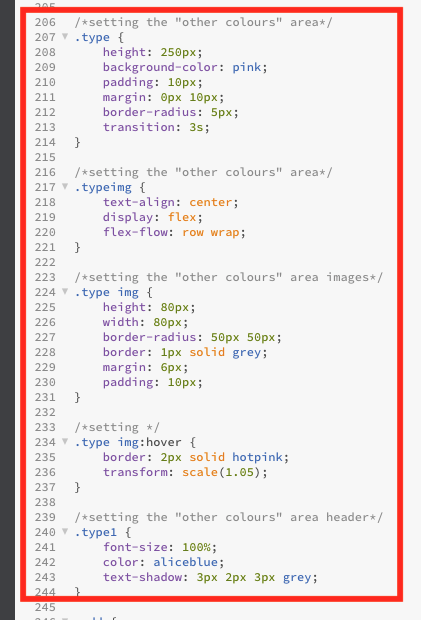 206 /*setting the "other colours" area*/
207 .type {
208     height: 250px;
209     background-color: pink;
210     padding: 10px;
211     margin: 0px 10px;
212     border-radius: 5px;
213     transition: 3s;
214 }
215
216 /*setting the "other colours" area*/
217 .typeimg {
218     text-align: center;
219     display: flex;
220     flex-flow: row wrap;
221 }
222
223 /*setting the "other colours" area images*/
224 .type img {
225     height: 80px;
226     width: 80px;
227     border-radius: 50px 50px;
228     border: 1px solid grey;
229     margin: 6px;
230     padding: 10px;
231 }
232
233 /*setting */
234 .type img:hover {
235     border: 2px solid hotpink;
236     transform: scale(1.05);
237 }
238
239 /*setting the "other colours" area header*/
240 .type1 {
241     font-size: 100%;
242     color: aliceblue;
243     text-shadow: 3px 2px 3px grey;
244 }
245